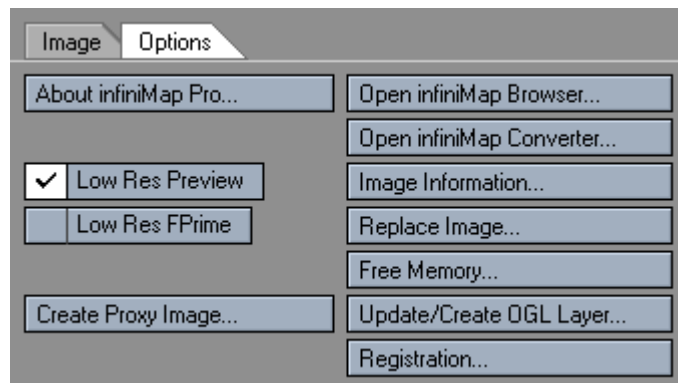 Image Options
About infiniMap Pro... Open infiniMap Browser...
Open infiniMap Converter...
Low Res Preview Image Information...
Low Res FPrime Replace Image...
Free Memory...
Create Proxy Image... Update/Create OGL Layer...
Registration...